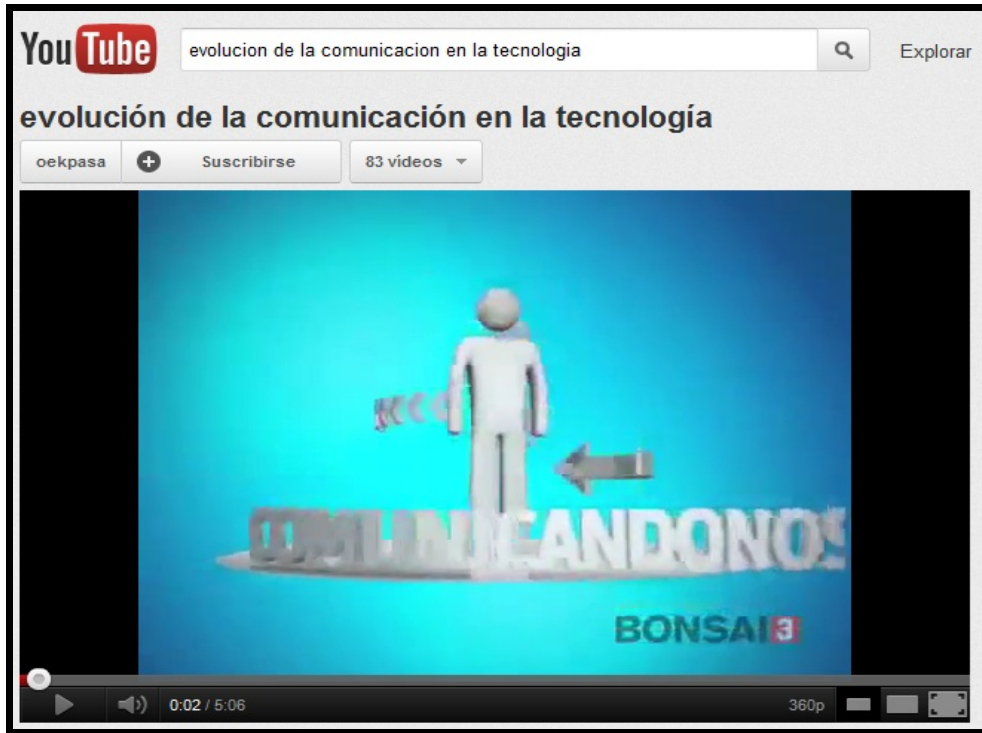 YouTube evolucion de la comunicacion en la tecnologia Explorar
evolución de la comunicación en la tecnología
oekpasa Suscribirse 83 vídeos
COMUNICANDONOS
BONSAI3
0:02 / 5:06 360p